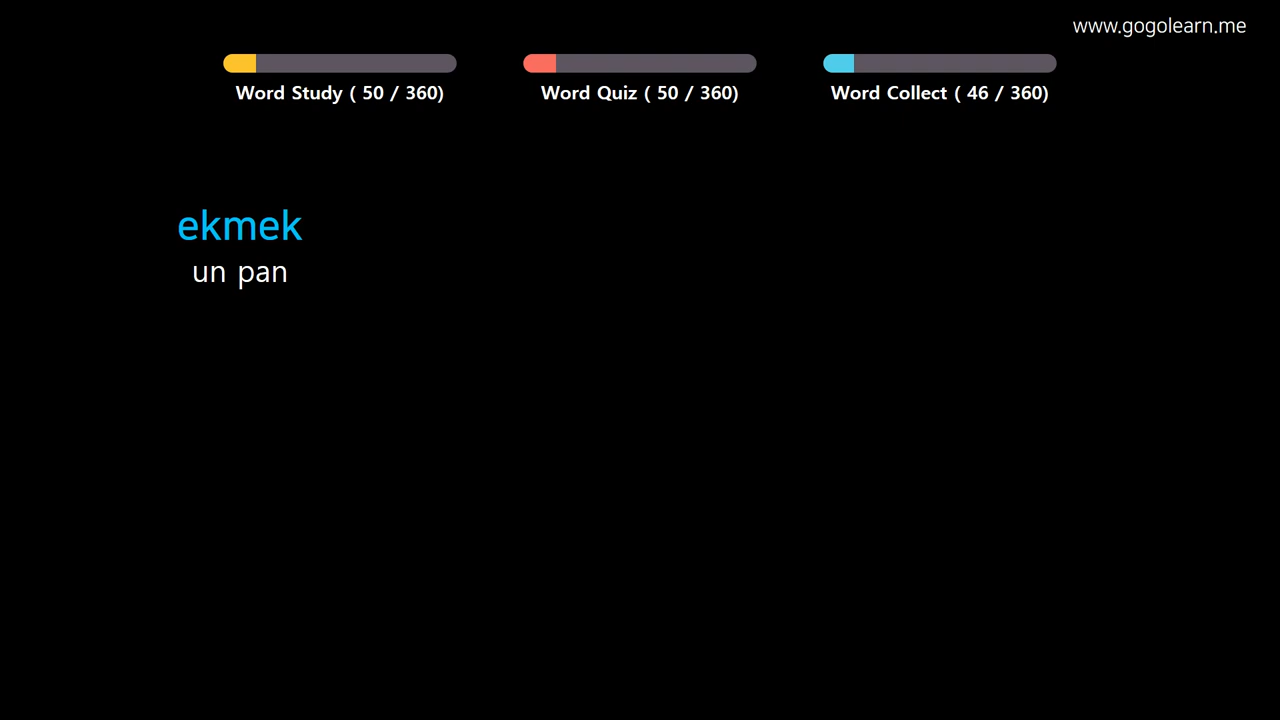 www.gogolearn.me
Word Study ( 50 / 360)
Word Quiz ( 50 / 360)
Word Collect ( 46 / 360)
ekmek
un pan